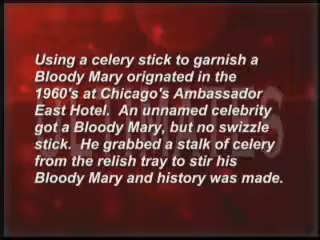 Using a celery stick to garnish a
Bloody Mary orignated in the
1960's at Chicago's Ambassador
East Hotel.  An unnamed celebrity
got a Bloody Mary, but no swizzle
stick.  He grabbed a stalk of celery
from the relish tray to stir his
Bloody Mary and history was made.